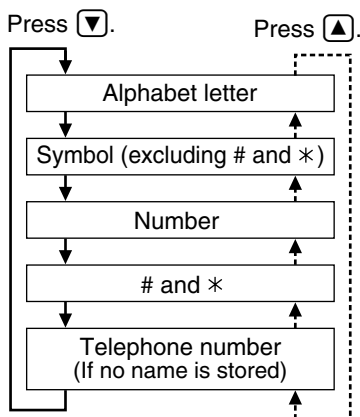 Press ▼.
Press ▲.
Alphabet letter
Symbol (excluding # and ＊)
Number
# and ＊
Telephone number
(If no name is stored)